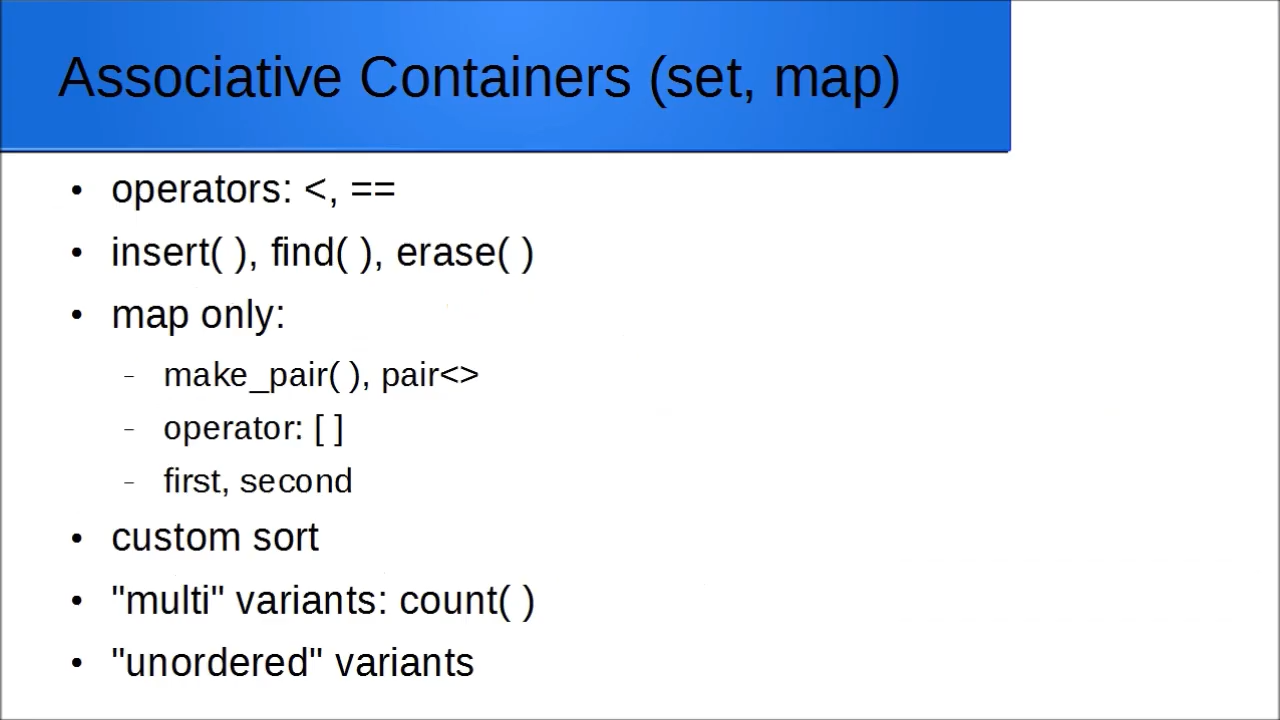 Associative Containers (set, map)
• operators: <, ==
• insert( ), find( ), erase( )
• map only:
– make_pair( ), pair<>
– operator: [ ]
– first, second
• custom sort
• "multi" variants: count( )
• "unordered" variants